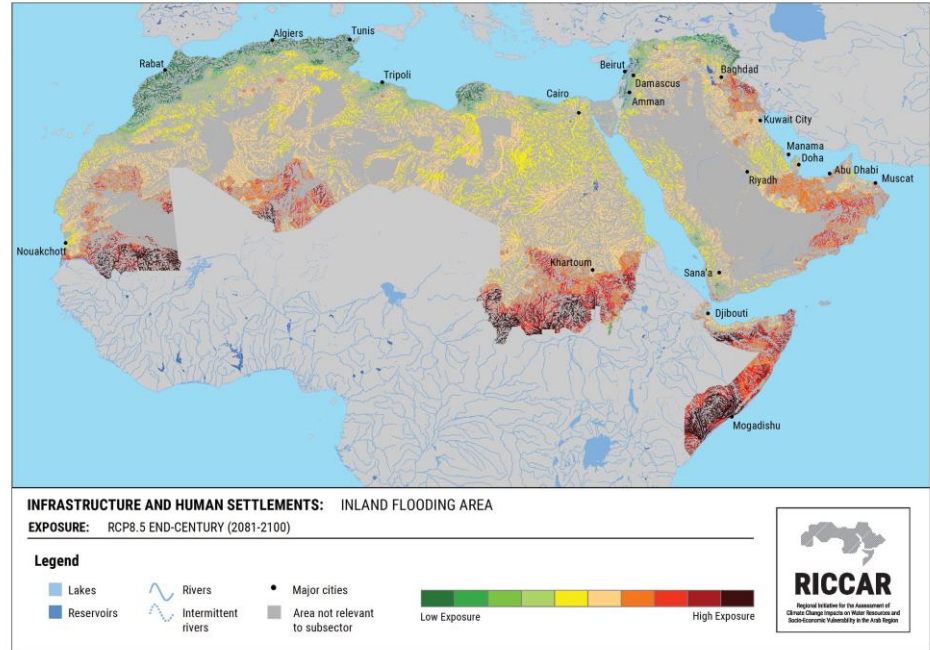 Algiers
Tunis
Rabat
Tripoli
Beirut
Baghdad
Damascus
Cairo
Amman
Kuwait City
Manama
Doha
Abu Dhabi
Riyadh
Muscat
Nouakchott
Khartoum
Sana'a
Djibouti
Mogadishu
INFRASTRUCTURE AND HUMAN SETTLEMENTS: INLAND FLOODING AREA
EXPOSURE: RCP8.5 END-CENTURY (2081-2100)
Legend
Lakes
Rivers
Major cities
Reservoirs
Intermittent
rivers
Area not relevant
to subsector
Low Exposure
High Exposure
RICCAR
Regional Initiative for the Assessment of
Climate Change Impacts on Water Resources and
Socio-Economic Vulnerability in the Arab Region